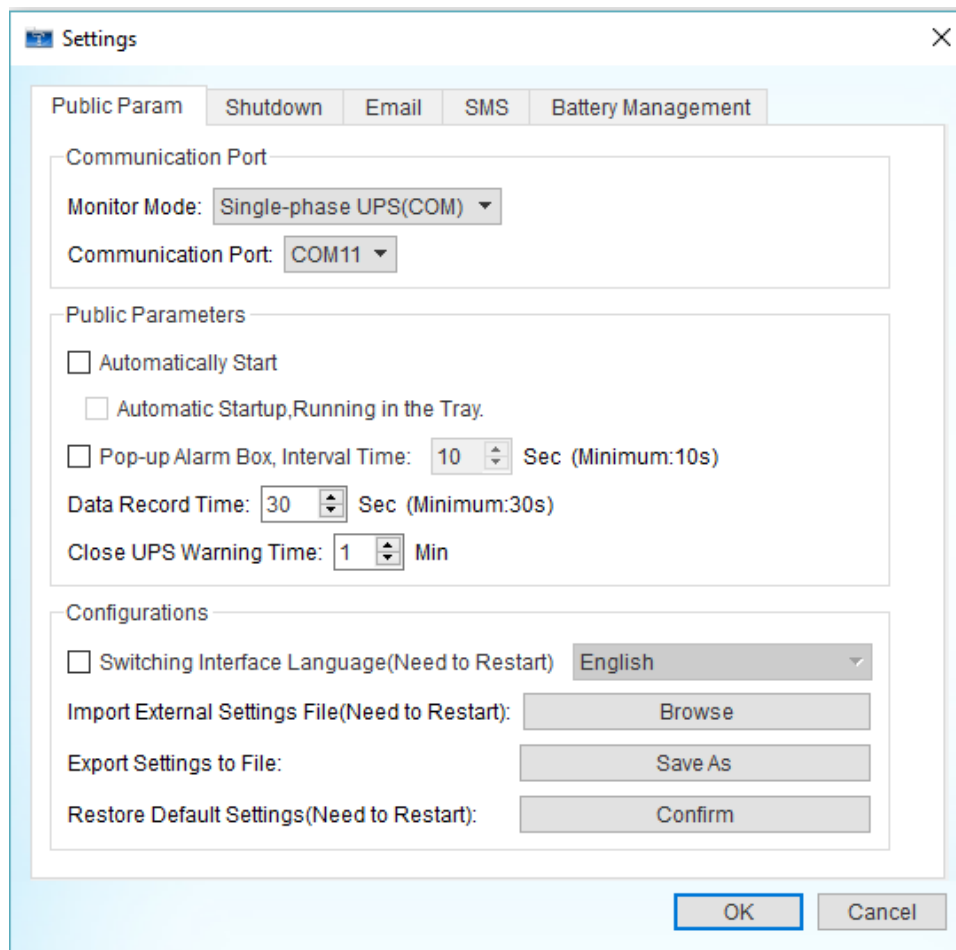 Settings
Public Param Shutdown Email SMS Battery Management
Communication Port
Monitor Mode: Single-phase UPS(COM)
Communication Port: COM11
Public Parameters
Automatically Start
Automatic Startup,Running in the Tray.
Pop-up Alarm Box, Interval Time: 10 Sec (Minimum:10s)
Data Record Time: 30 Sec (Minimum:30s)
Close UPS Warning Time: 1 Min
Configurations
Switching Interface Language(Need to Restart) English
Import External Settings File(Need to Restart): Browse
Export Settings to File: Save As
Restore Default Settings(Need to Restart): Confirm
OK Cancel